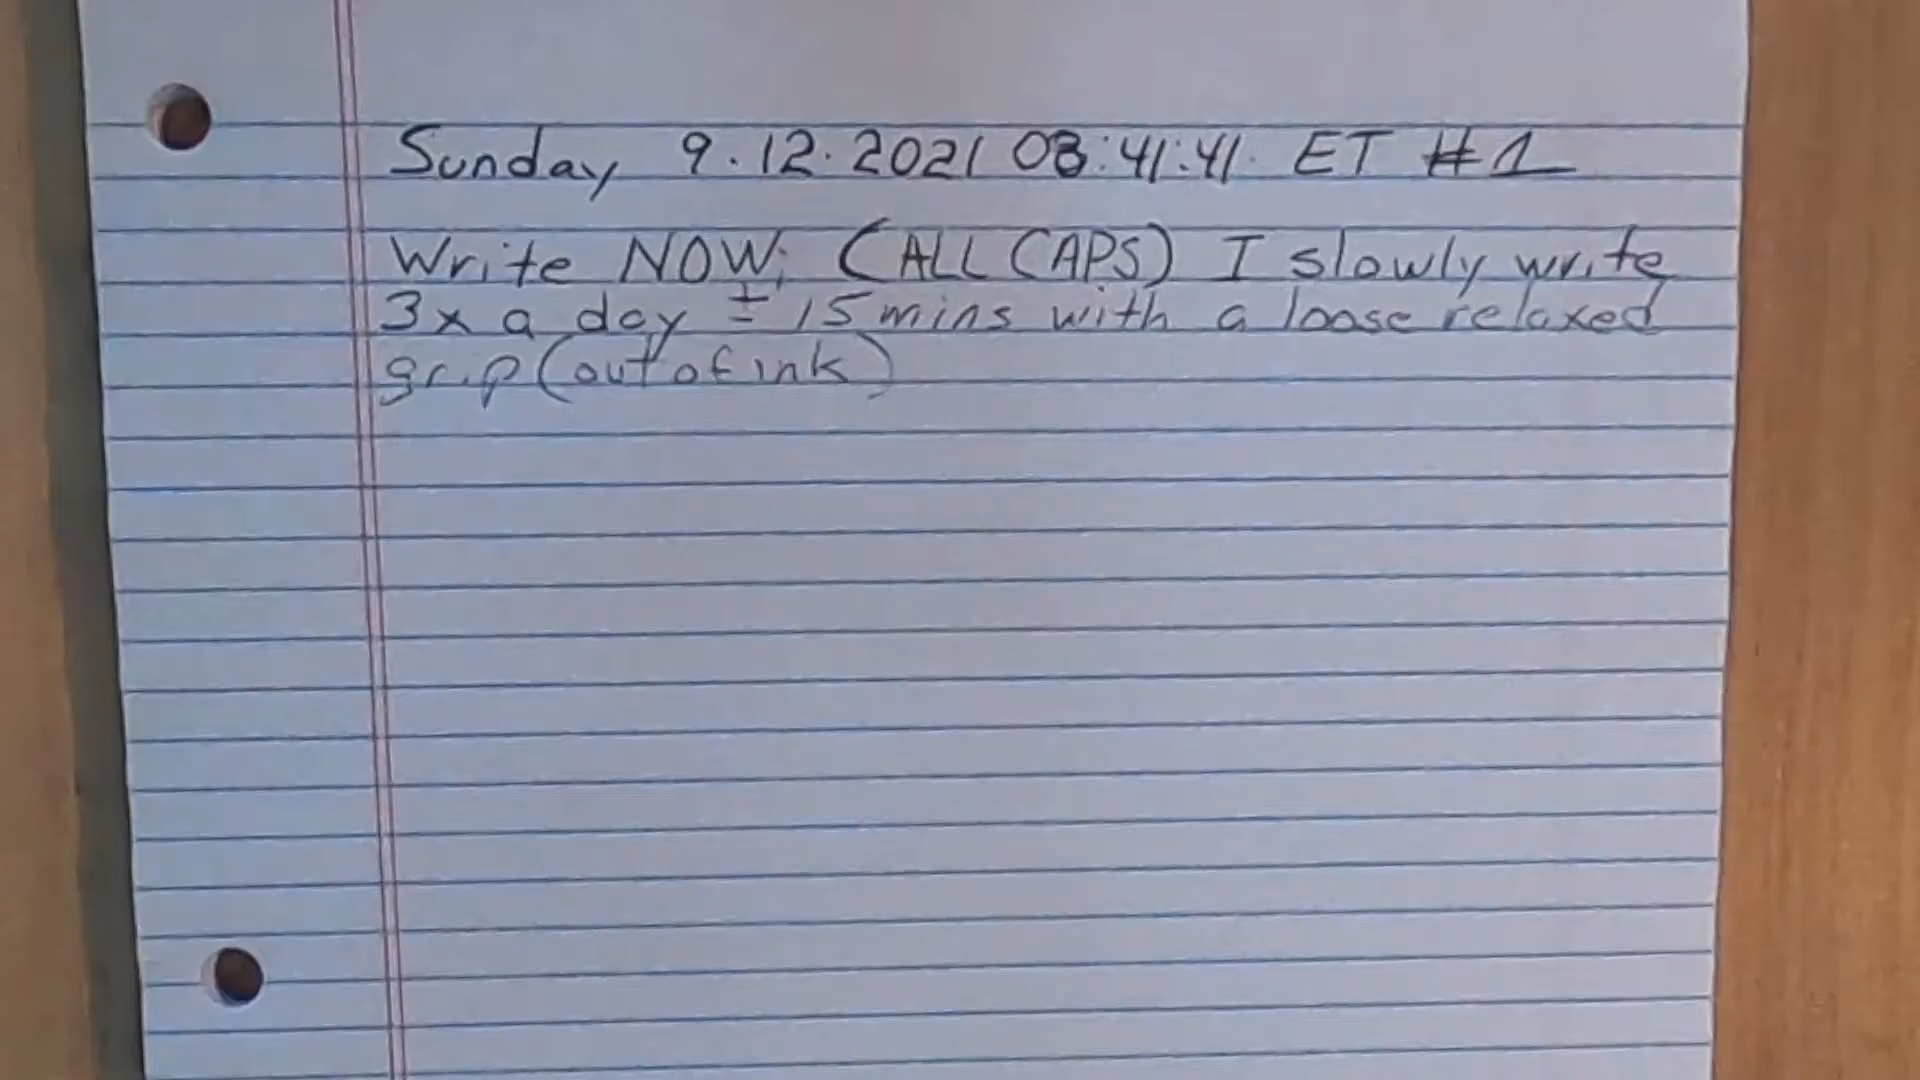 Sunday 9.12.2021 08:41:41 ET #1
Write NOW; (ALL CAPS) I slowly write
3x a day ± 15 mins with a loose relaxed
grip (out of ink)